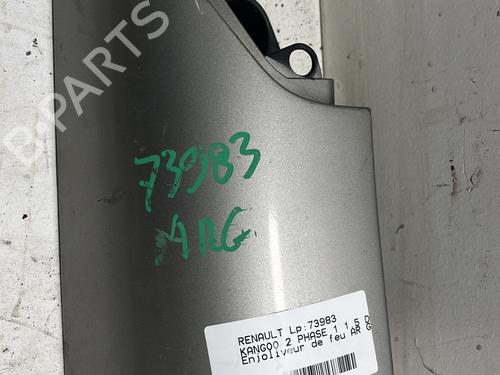 B-PARTS
73983
ARG
RENAULT Lp:73983
KANGOO 2 PHASE 1 1.5 D
Enjoliveur de feu AR G